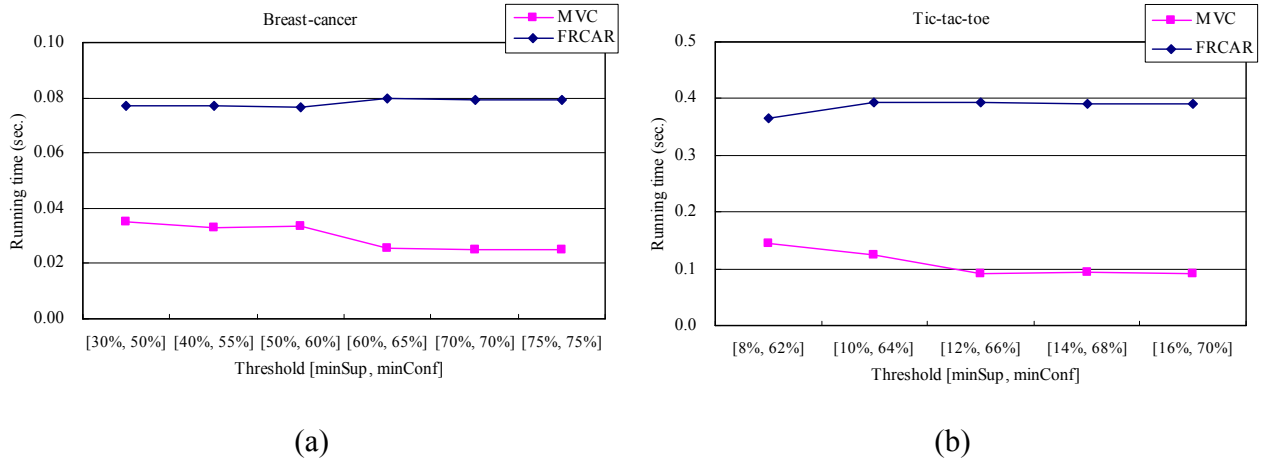 Breast-cancer
MVC
FRCAR
0.10
0.08
0.06
0.04
0.02
0.00
Running time (sec.)
[30%, 50%] [40%, 55%] [50%, 60%] [60%, 65%] [70%, 70%] [75%, 75%]
Threshold [minSup, minConf]
(a)
Tic-tac-toe
MVC
FRCAR
0.5
0.4
0.3
0.2
0.1
0.0
Running time (sec.)
[8%, 62%] [10%, 64%] [12%, 66%] [14%, 68%] [16%, 70%]
Threshold [minSup, minConf]
(b)